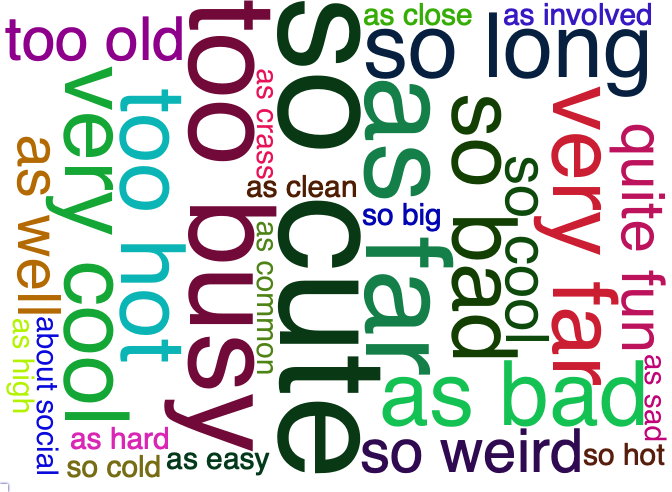 too old
too busy
so cute
as close
as involved
so long
very cool
too hot
as crass
as far
so bad
very far
quite fun
as well
as clean
so cool
so big
as common
as high
about social
as bad
as sad
as hard
so cold
as easy
so weird
so hot